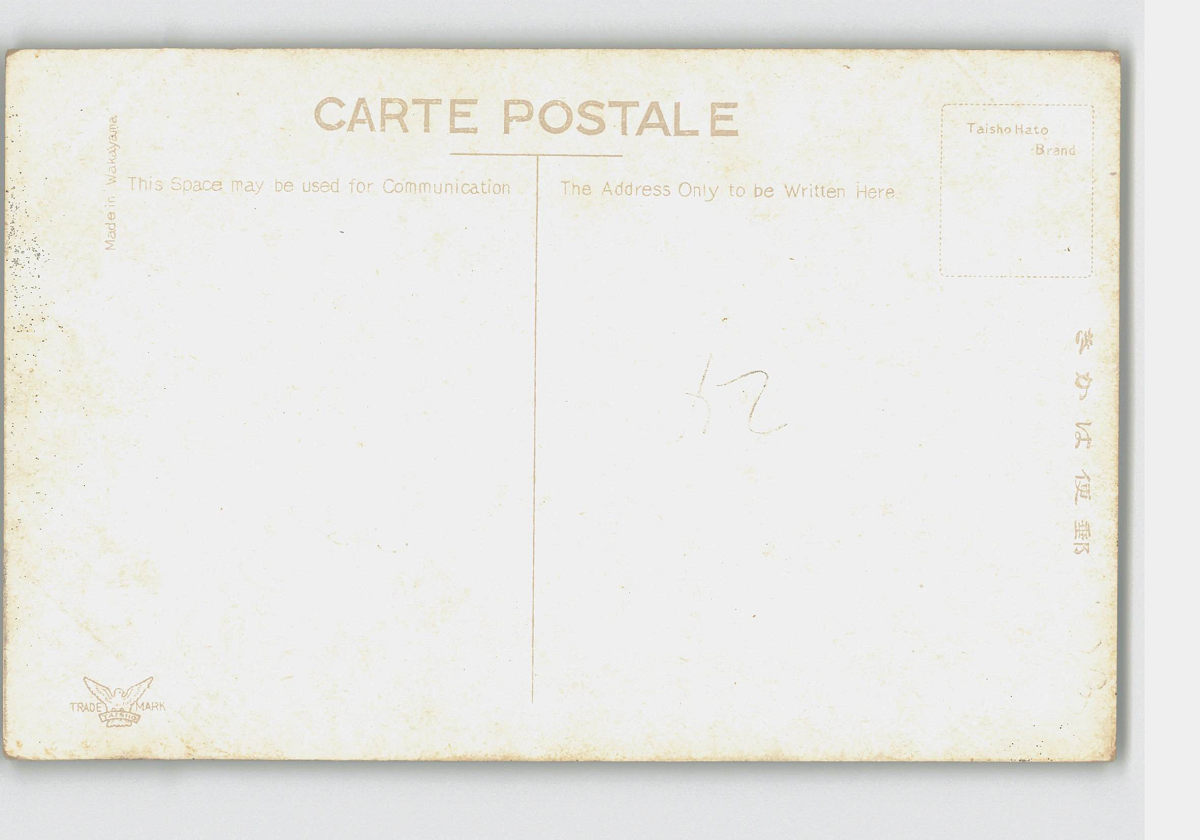 CARTE POSTALE
Made in Wakayama
This Space may be used for Communication
The Address Only to be Written Here.
Taisho Hato
Brand
きかは便郵
TRADE MARK
TAISHO